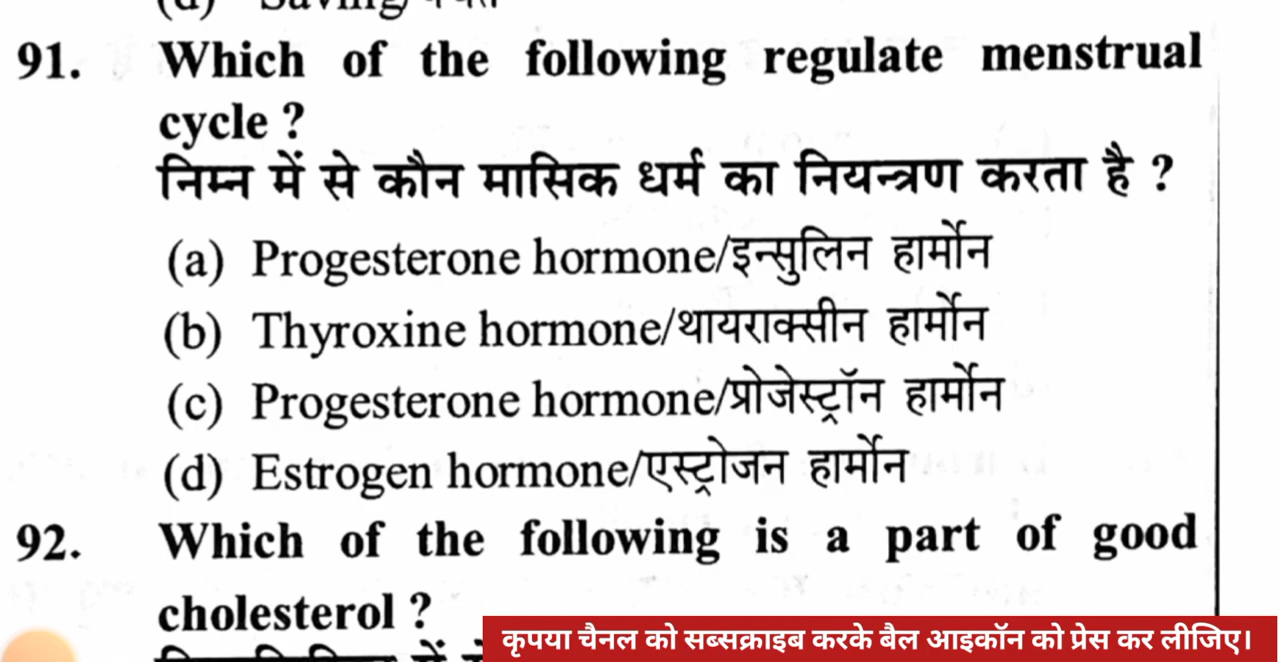 (d) Saving/बचत
91. Which of the following regulate menstrual
cycle ?
निम्न में से कौन मासिक धर्म का नियन्त्रण करता है ?
(a) Progesterone hormone/इन्सुलिन हार्मोन
(b) Thyroxine hormone/थायराक्सीन हार्मोन
(c) Progesterone hormone/प्रोजेस्ट्रॉन हार्मोन
(d) Estrogen hormone/एस्ट्रोजन हार्मोन
92. Which of the following is a part of good
cholesterol ?
कृपया चैनल को सब्सक्राइब करके बैल आइकॉन को प्रेस कर लीजिए।